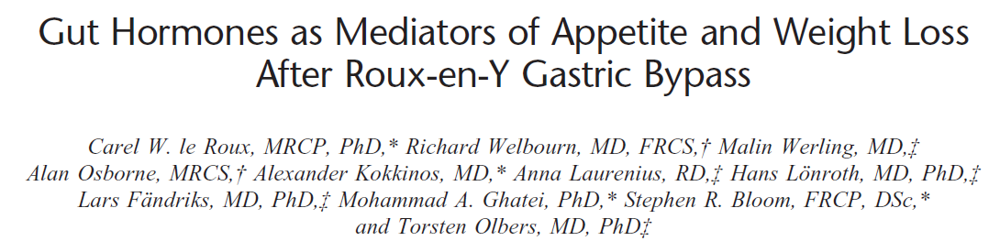 Gut Hormones as Mediators of Appetite and Weight Loss
After Roux-en-Y Gastric Bypass
Carel W. le Roux, MRCP, PhD,* Richard Welbourn, MD, FRCS,† Malin Werling, MD,‡
Alan Osborne, MRCS,† Alexander Kokkinos, MD,* Anna Laurenius, RD,‡ Hans Lönroth, MD, PhD,‡
Lars Fändriks, MD, PhD,‡ Mohammad A. Ghatei, PhD,* Stephen R. Bloom, FRCP, DSc,*
and Torsten Olbers, MD, PhD‡